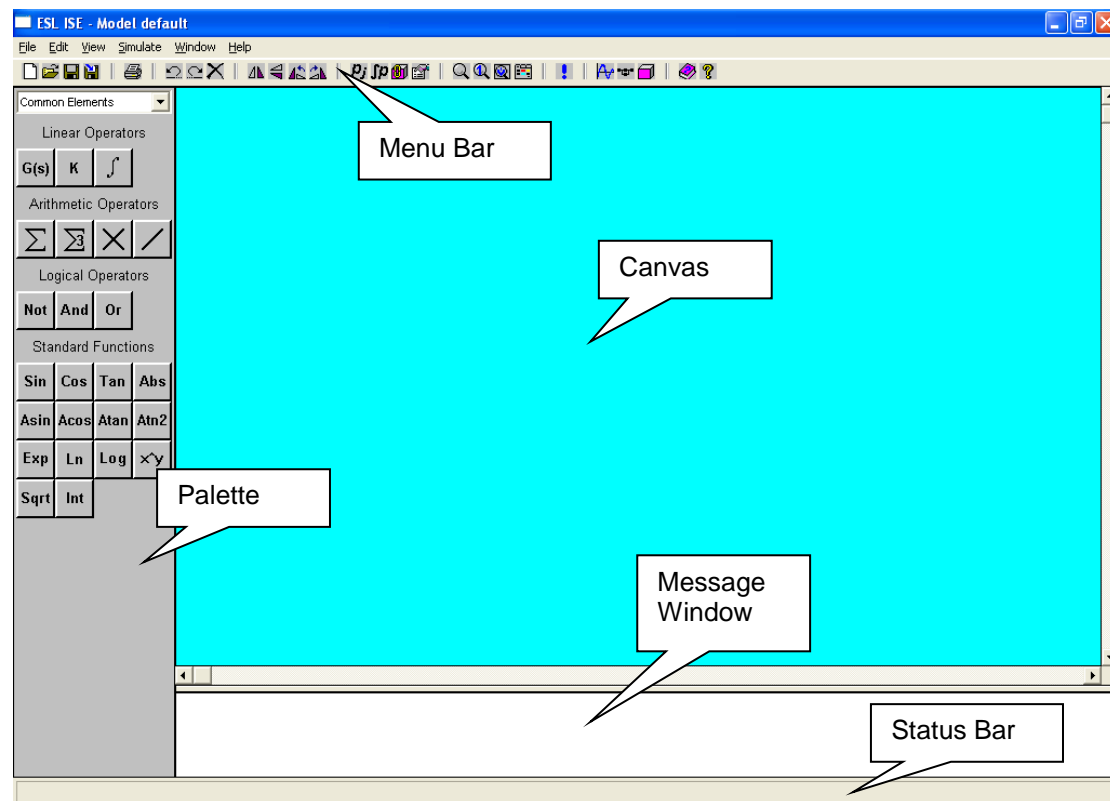 ESL ISE - Model default
File Edit View Simulate Window Help
Common Elements
Linear Operators
G(s) K ∫
Arithmetic Operators
Σ Σ3 X /
Logical Operators
Not And Or
Standard Functions
Sin Cos Tan Abs
Asin Acos Atan Atn2
Exp Ln Log x^y
Sqrt Int
Menu Bar
Canvas
Palette
Message
Window
Status Bar